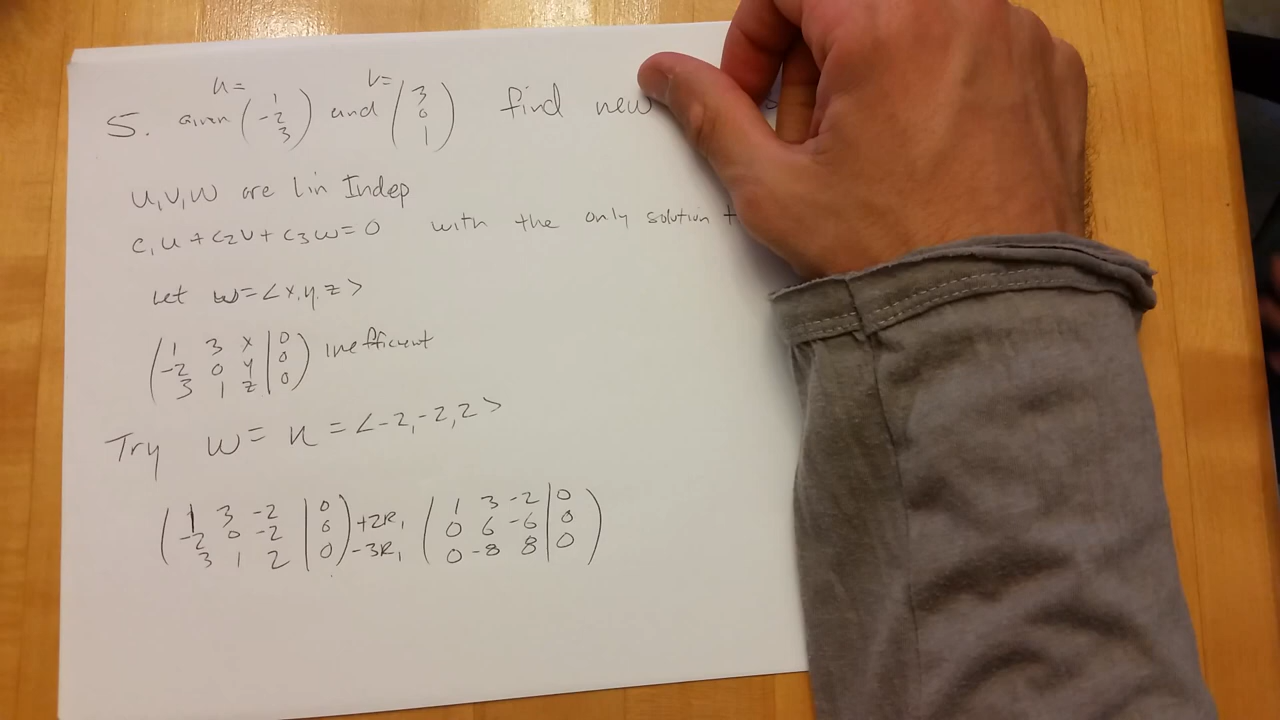 u= v=
5. Given (1 -2 3) and (3 0 1) find new
u,v,w are lin Indep
c,u + c2v + c3w = 0 with the only solution
Let w = <x,y,z>
(1 3 x | 0
-2 0 y | 0
3 1 z | 0) inefficient
Try w = n = <-2,-2,2>
(1 3 -2 | 0 (1 3 -2 | 0
-2 0 -2 | 0 +2R1 0 6 -6 | 0
3 1 2 | 0) -3R1 0 -8 8 | 0)